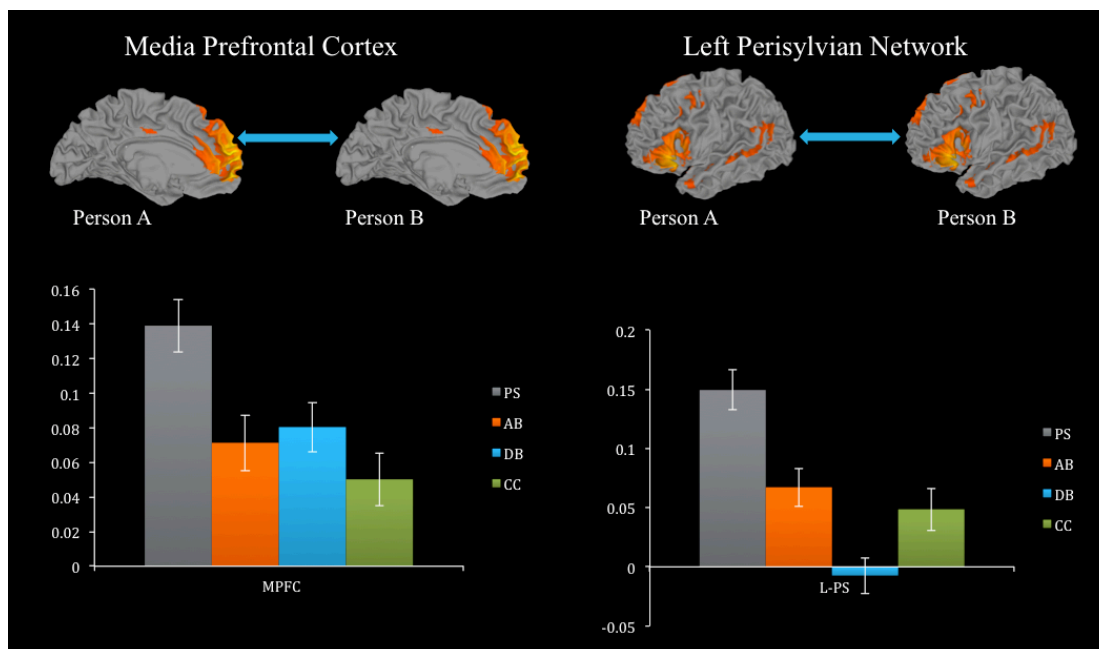 Media Prefrontal Cortex
Left Perisylvian Network
Person A
Person B
Person A
Person B
0.16
0.14
0.12
0.1
0.08
0.06
0.04
0.02
0
MPFC
PS
AB
DB
CC
0.2
0.15
0.1
0.05
0
-0.05
L-PS
PS
AB
DB
CC